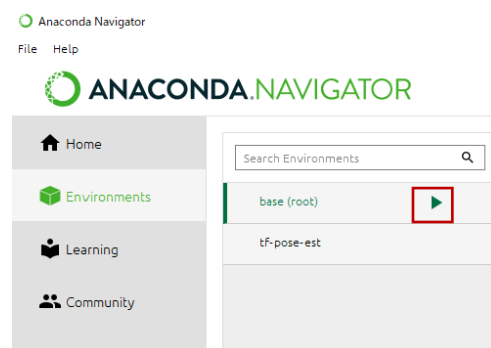 Anaconda Navigator
File Help
ANACONDA.NAVIGATOR
Home
Search Environments
Environments
base (root)
tf-pose-est
Learning
Community